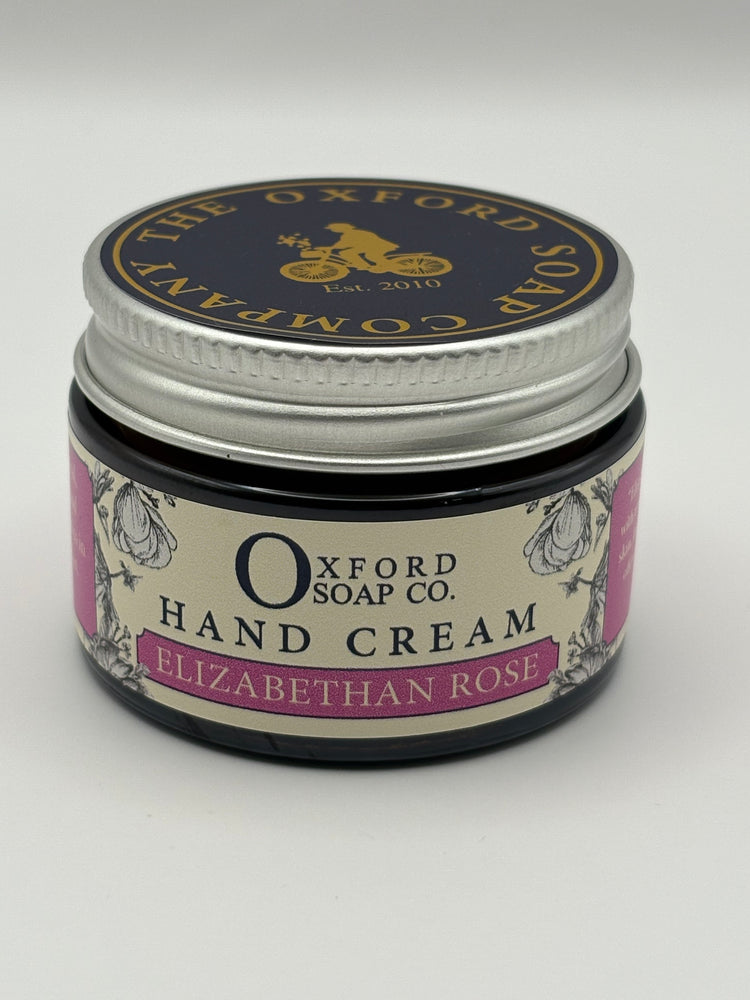 THE OXFORD SOAP COMPANY
Est. 2010
OXFORD
SOAP CO.
HAND CREAM
ELIZABETHAN ROSE